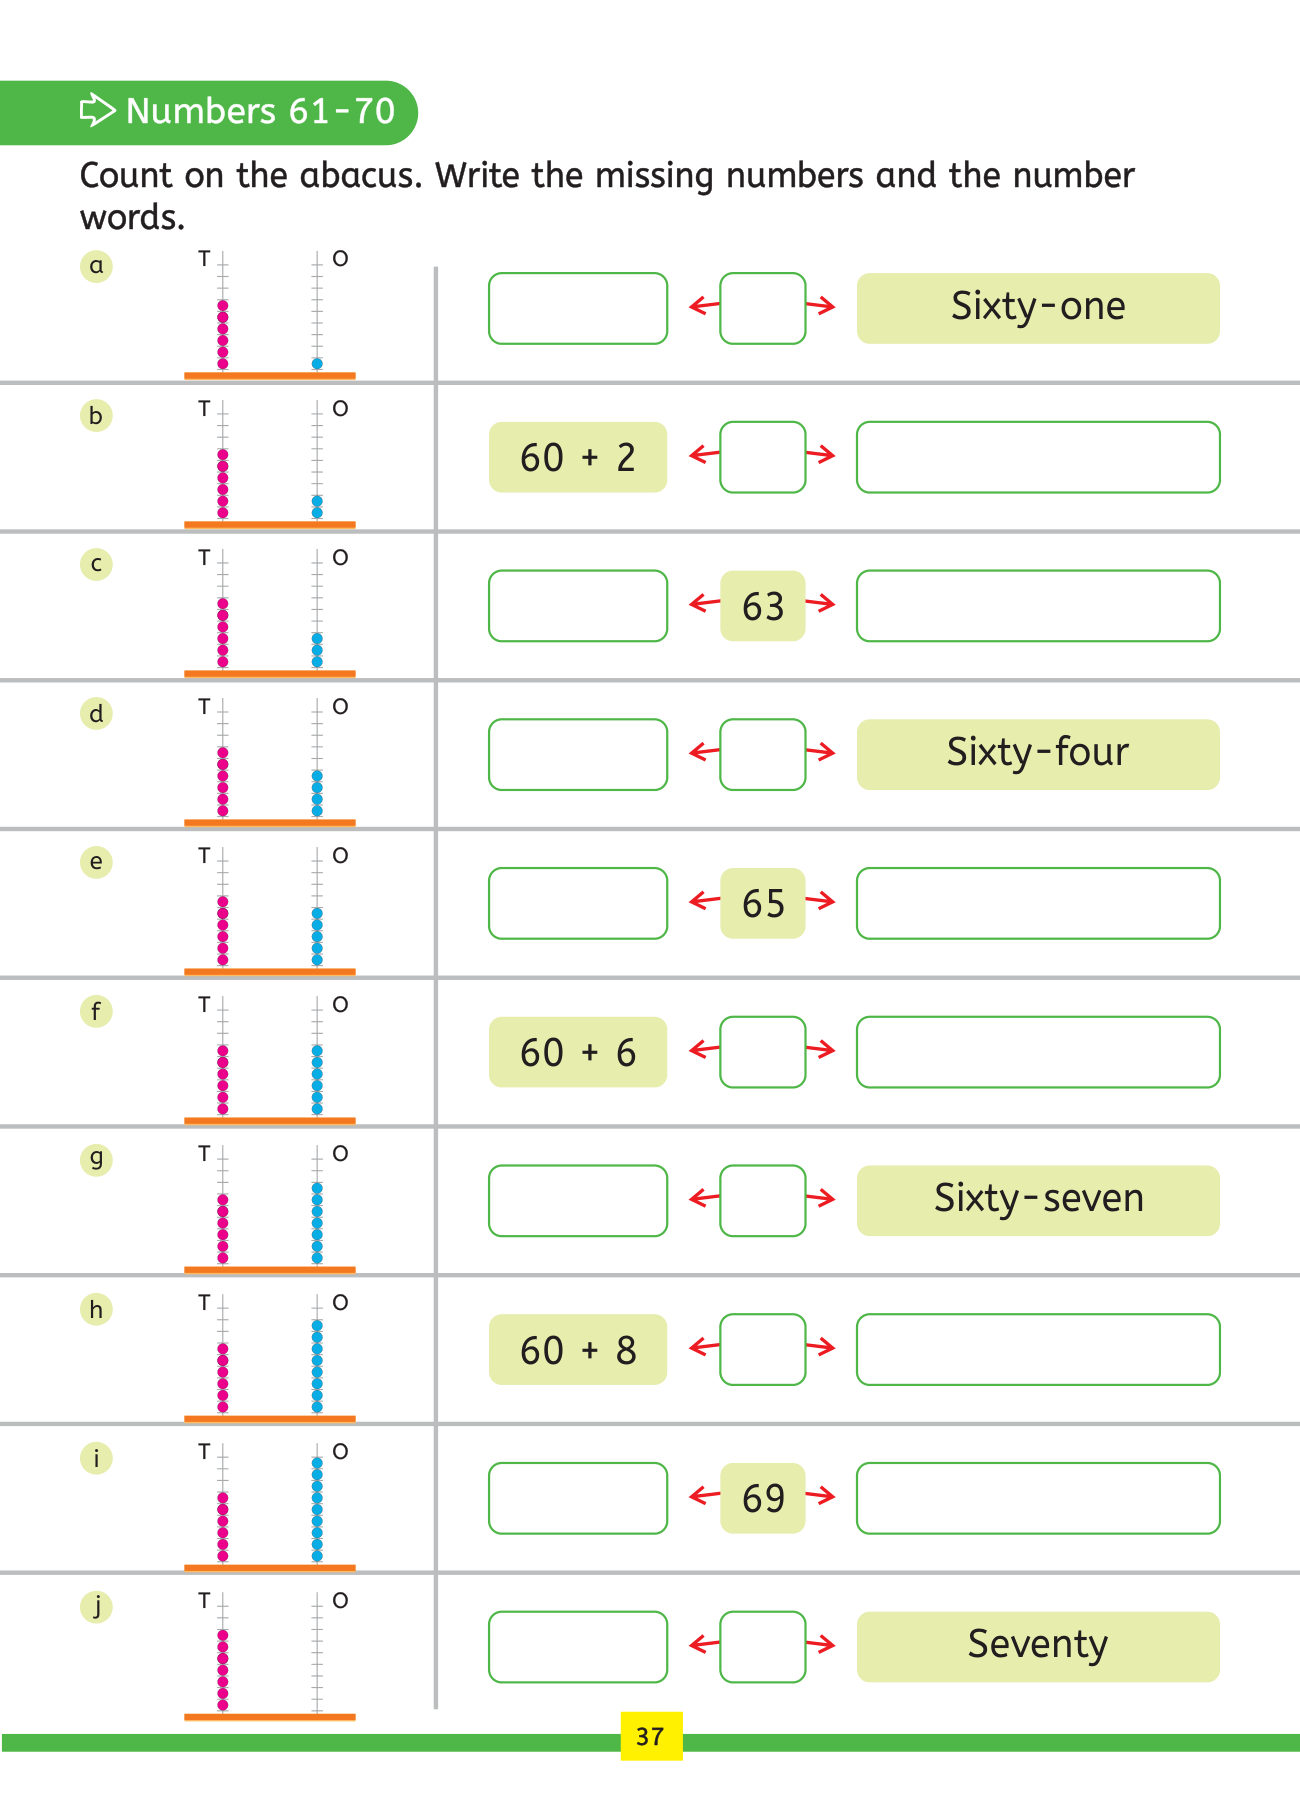 Numbers 61-70
Count on the abacus. Write the missing numbers and the number
words.
a
T O
Sixty-one
b
T O
60 + 2
c
T O
63
d
T O
Sixty-four
e
T O
65
f
T O
60 + 6
g
T O
Sixty-seven
h
T O
60 + 8
i
T O
69
j
T O
Seventy
37